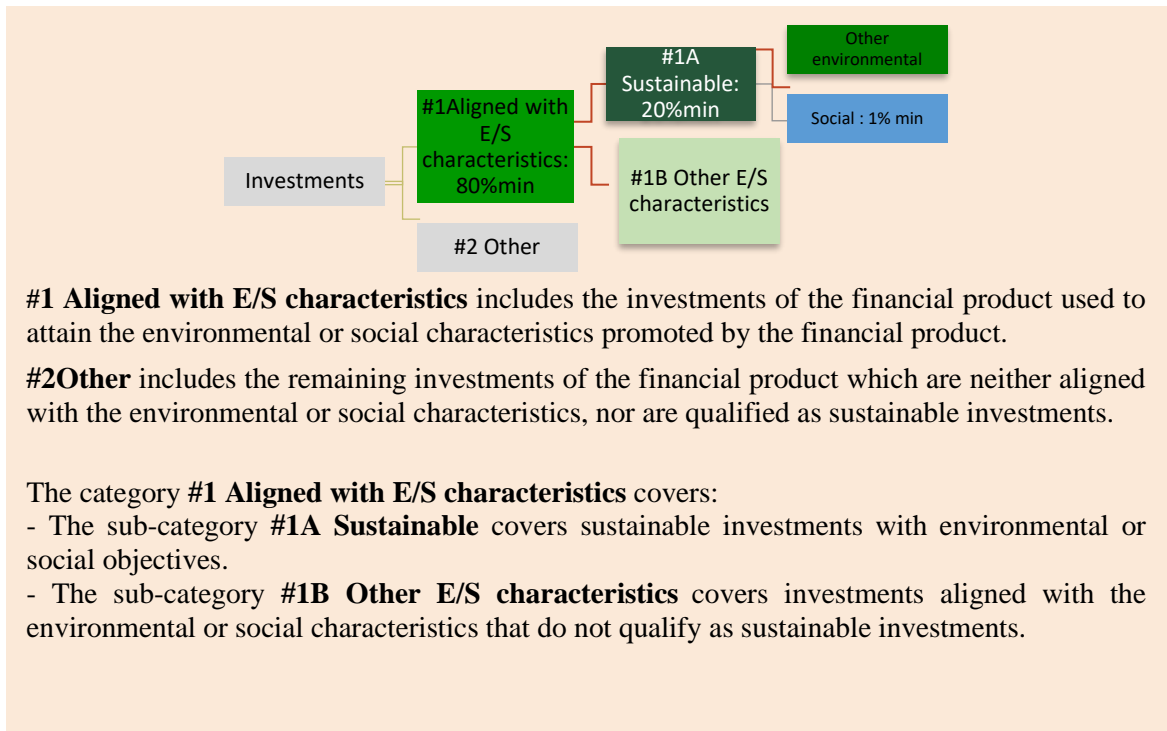 Other
environmental
#1A
Sustainable:
20%min
Social : 1% min
#1Aligned with
E/S
characteristics:
80%min
Investments
#1B Other E/S
characteristics
#2 Other
#1 Aligned with E/S characteristics includes the investments of the financial product used to
attain the environmental or social characteristics promoted by the financial product.
#2Other includes the remaining investments of the financial product which are neither aligned
with the environmental or social characteristics, nor are qualified as sustainable investments.
The category #1 Aligned with E/S characteristics covers:
- The sub-category #1A Sustainable covers sustainable investments with environmental or
social objectives.
- The sub-category #1B Other E/S characteristics covers investments aligned with the
environmental or social characteristics that do not qualify as sustainable investments.